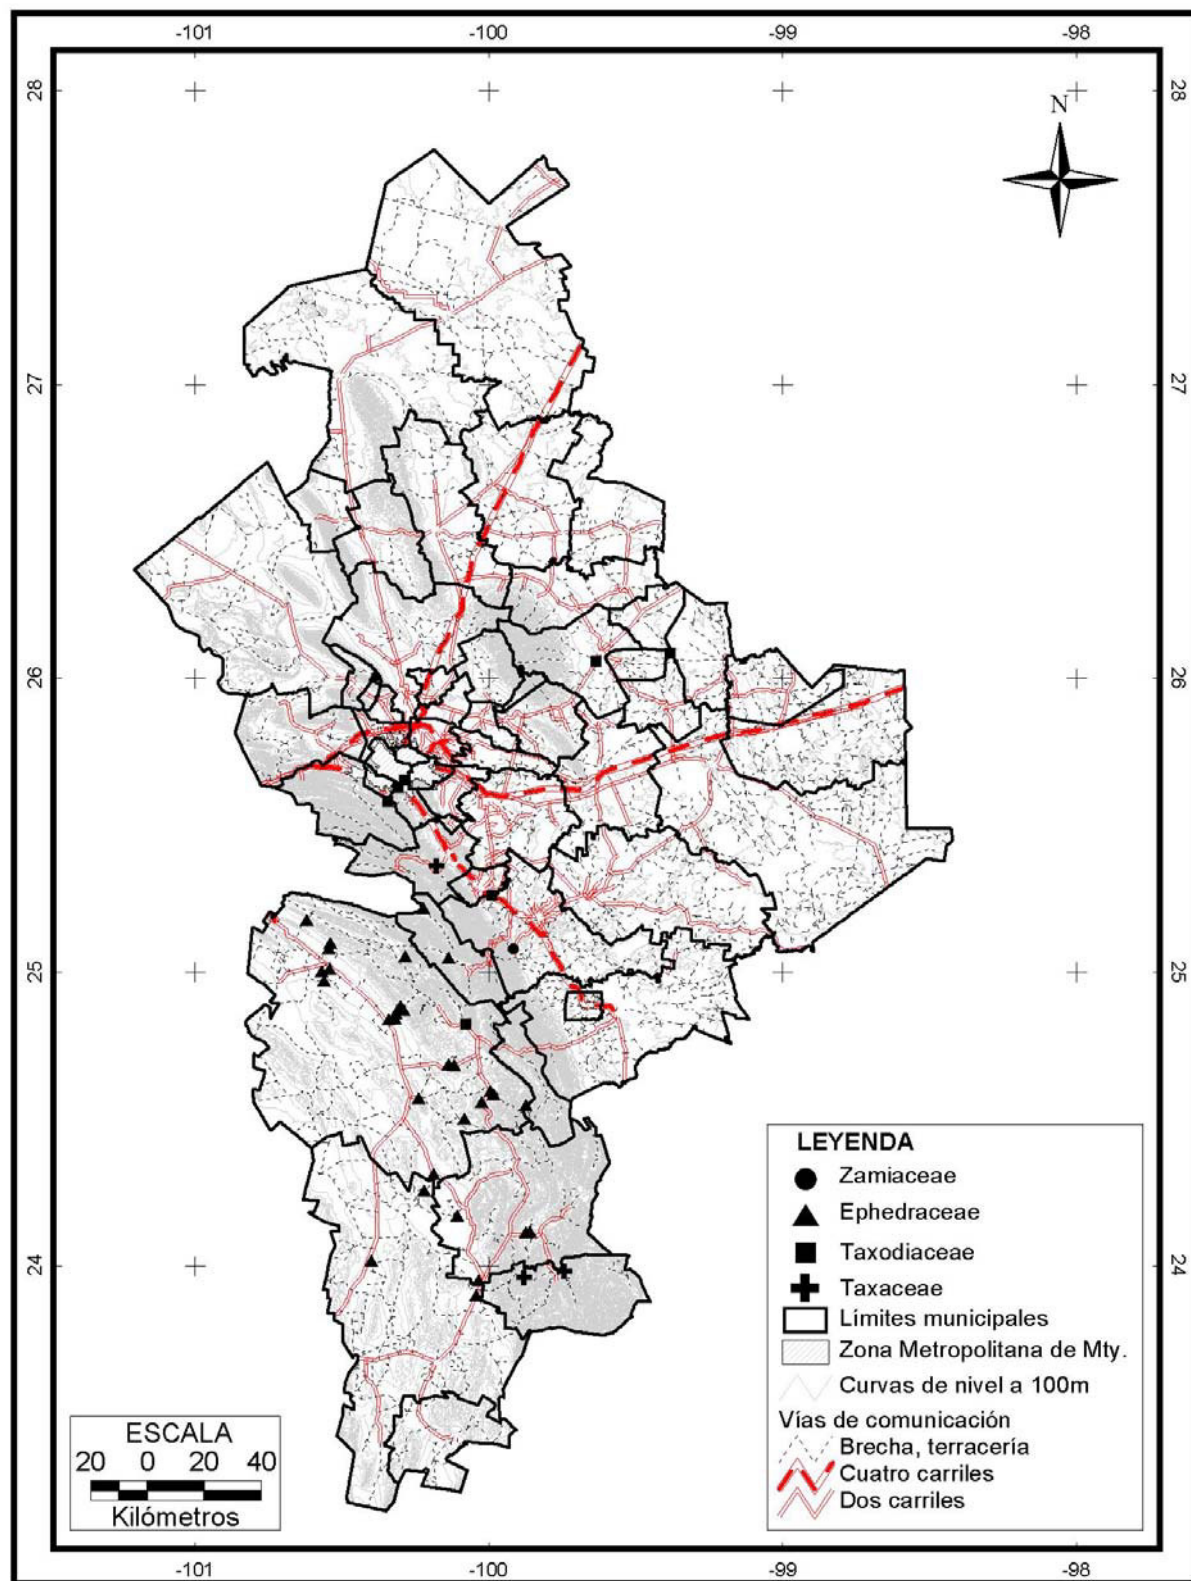 -101 -100 -99 -98
28 28
N
27 27
26 26
25 25
24 24
LEYENDA
Zamiaceae
Ephedraceae
Taxodiaceae
Taxaceae
Límites municipales
Zona Metropolitana de Mty.
Curvas de nivel a 100m
Vías de comunicación
Brecha, terracería
Cuatro carriles
Dos carriles
ESCALA
20 0 20 40
Kilómetros
-101 -100 -99 -98